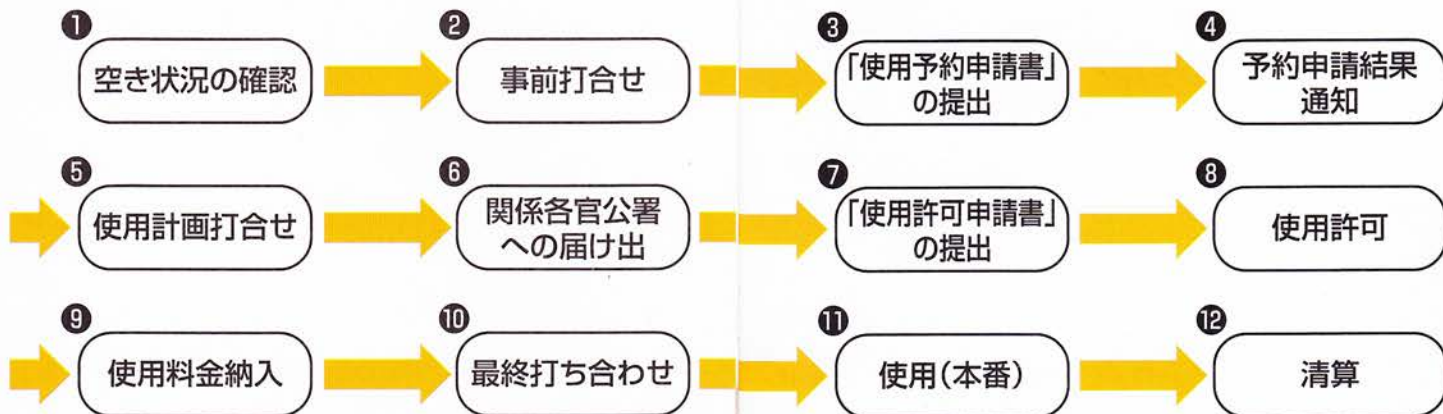 ❶
空き状況の確認
❷
事前打合せ
❸
「使用予約申請書」
の提出
❹
予約申請結果
通知
❺
使用計画打合せ
❻
関係各官公署
への届け出
❼
「使用許可申請書」
の提出
❽
使用許可
❾
使用料金納入
❿
最終打ち合わせ
⓫
使用(本番)
⓬
清算